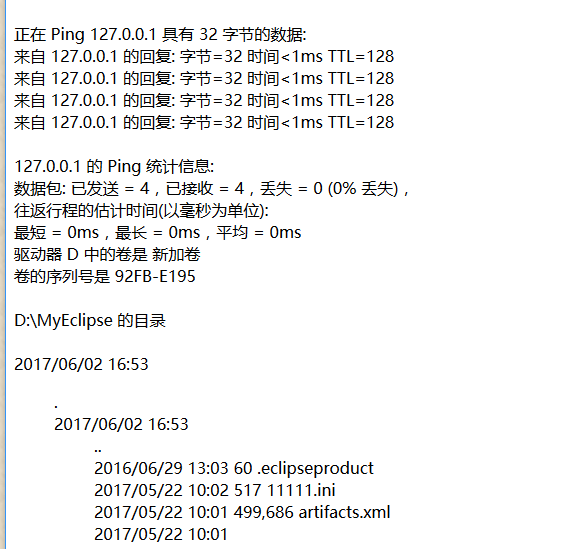 正在 Ping 127.0.0.1 具有 32 字节的数据:
来自 127.0.0.1 的回复: 字节=32 时间<1ms TTL=128
来自 127.0.0.1 的回复: 字节=32 时间<1ms TTL=128
来自 127.0.0.1 的回复: 字节=32 时间<1ms TTL=128
来自 127.0.0.1 的回复: 字节=32 时间<1ms TTL=128
127.0.0.1 的 Ping 统计信息:
数据包: 已发送 = 4，已接收 = 4，丢失 = 0 (0% 丢失)，
往返行程的估计时间(以毫秒为单位):
最短 = 0ms，最长 = 0ms，平均 = 0ms
驱动器 D 中的卷是 新加卷
卷的序列号是 92FB-E195
D:\MyEclipse 的目录
2017/06/02 16:53
.
2017/06/02 16:53
..
2016/06/29 13:03 60 .eclipseproduct
2017/05/22 10:02 517 11111.ini
2017/05/22 10:01 499,686 artifacts.xml
2017/05/22 10:01